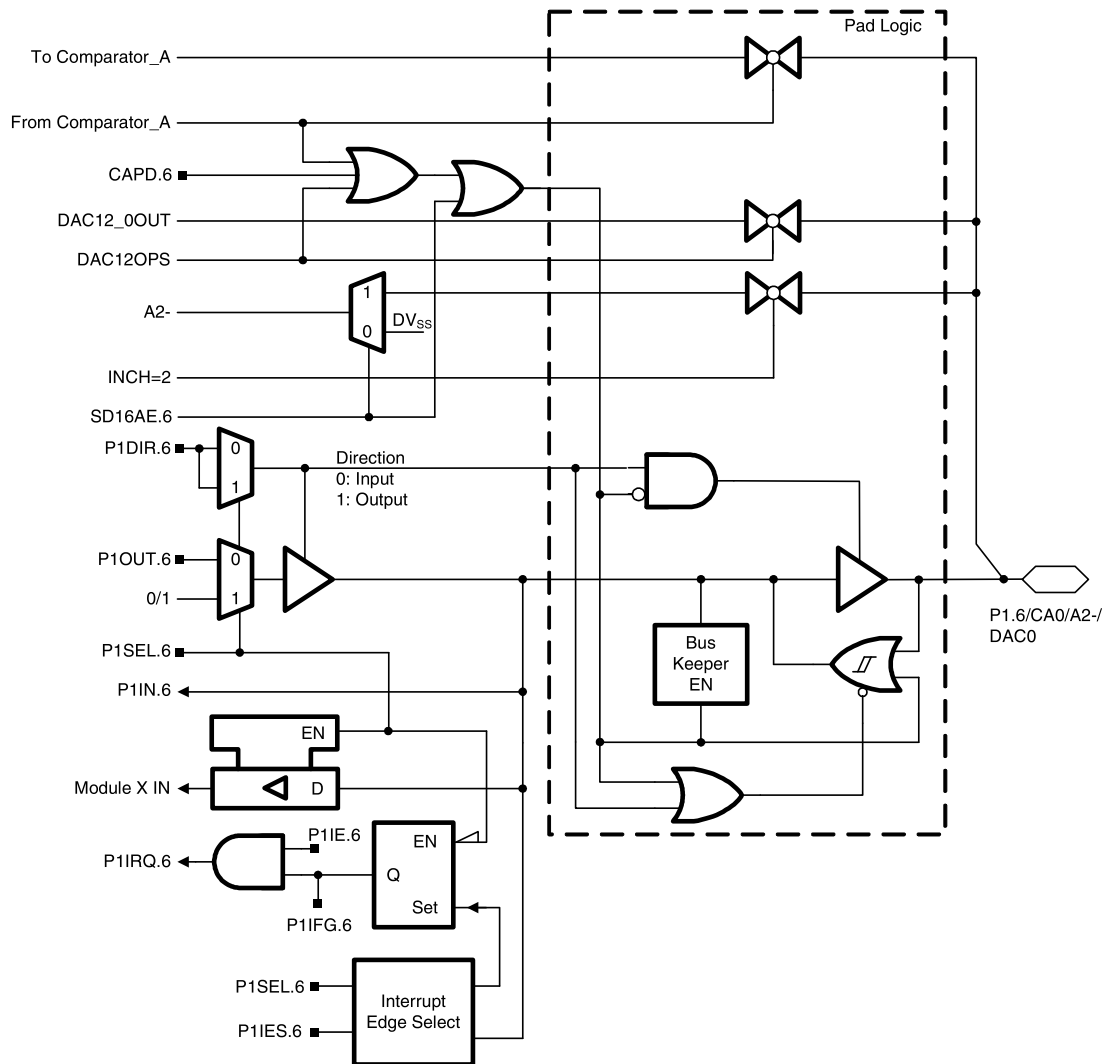 Pad Logic
To Comparator_A
From Comparator_A
CAPD.6
DAC12_0OUT
DAC12OPS
1
A2-
0
DVSS
INCH=2
SD16AE.6
P1DIR.6
0
1
Direction
0: Input
1: Output
P1OUT.6
0
0/1
1
P1.6/CA0/A2-/
DAC0
Bus
Keeper
EN
P1SEL.6
P1IN.6
EN
Module X IN
D
P1IE.6
EN
P1IRQ.6
Q
Set
P1IFG.6
P1SEL.6
Interrupt
Edge Select
P1IES.6